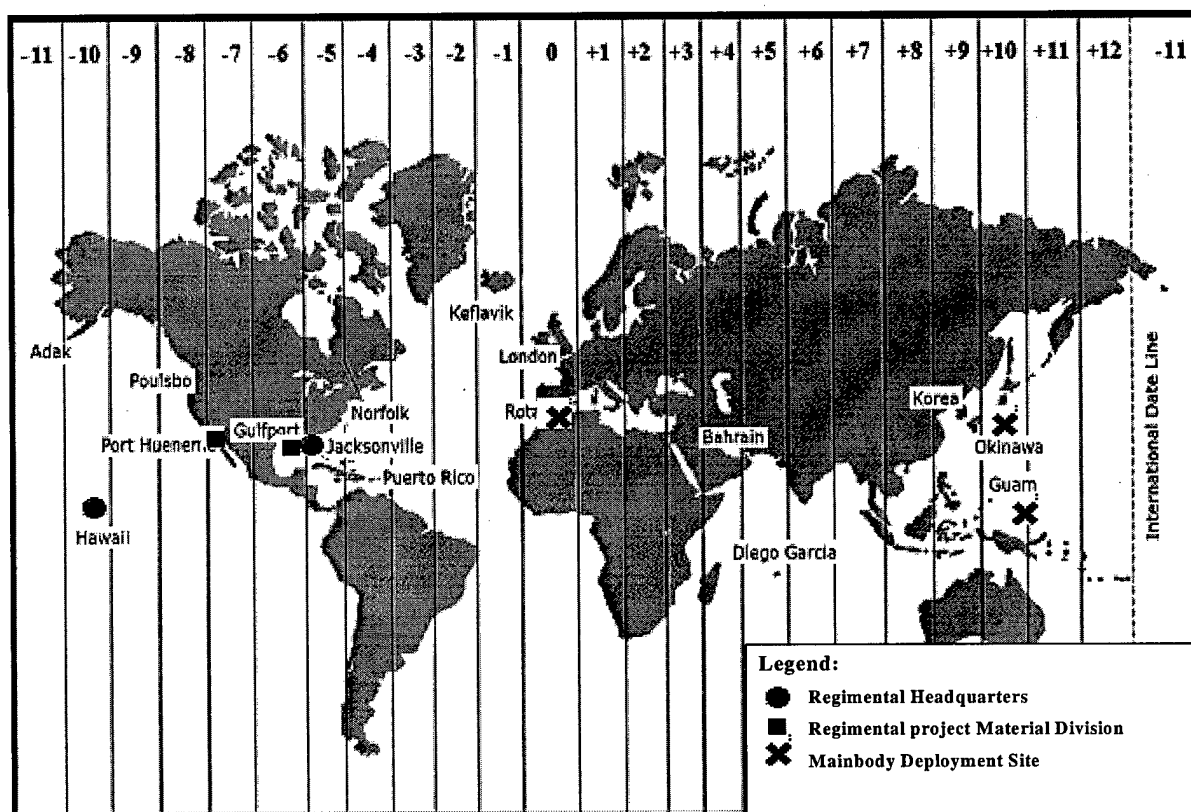 -11 -10 -9 -8 -7 -6 -5 -4 -3 -2 -1 0 +1 +2 +3 +4 +5 +6 +7 +8 +9 +10 +11 +12 -11
Keflavik
Adak
London
Poulsbo
Korea
Norfolk
Rota
Gulfport
Port Hueneme
Jacksonville
Bahrain
Okinawa
Puerto Rico
Guam
Hawaii
Diego Garcia
International Date Line
Legend:
Regimental Headquarters
Regimental project Material Division
Mainbody Deployment Site